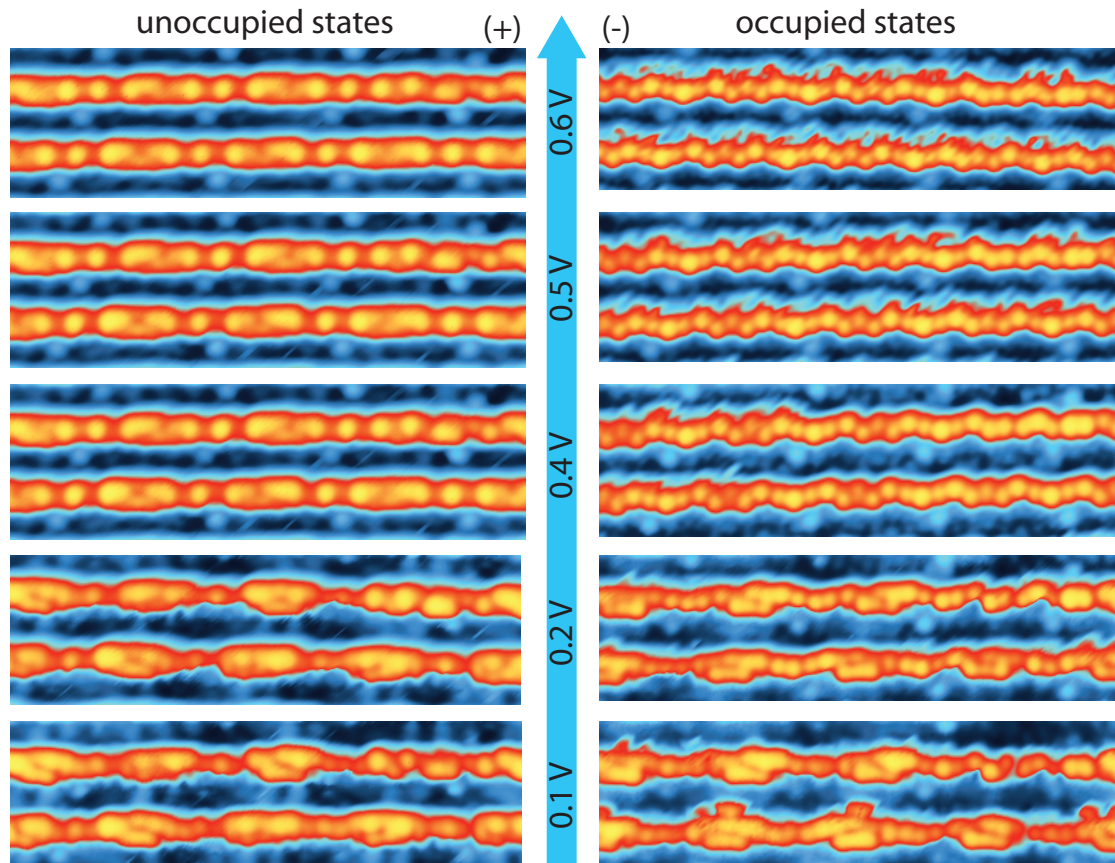 unoccupied states
(+)
(-)
occupied states
0.6 V
0.5 V
0.4 V
0.2 V
0.1 V